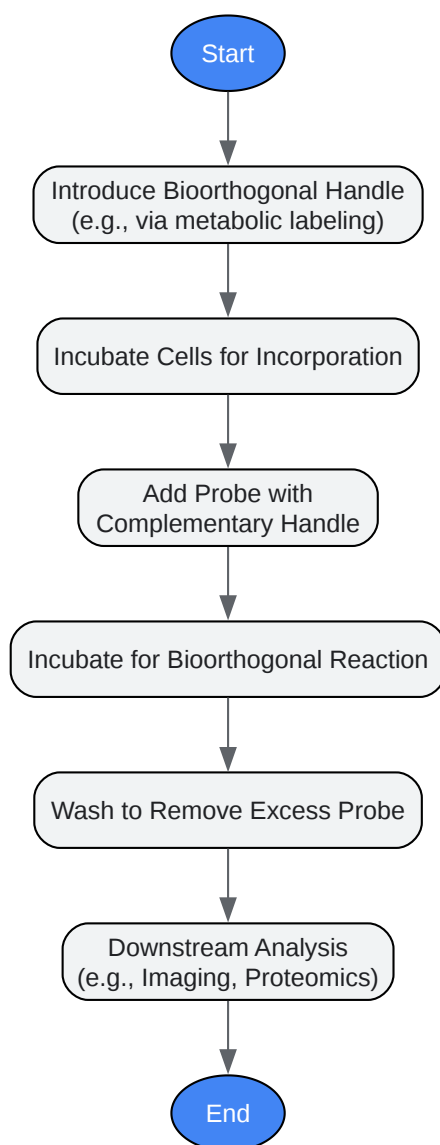 Start
Introduce Bioorthogonal Handle
(e.g., via metabolic labeling)
Incubate Cells for Incorporation
Add Probe with
Complementary Handle
Incubate for Bioorthogonal Reaction
Wash to Remove Excess Probe
Downstream Analysis
(e.g., Imaging, Proteomics)
End